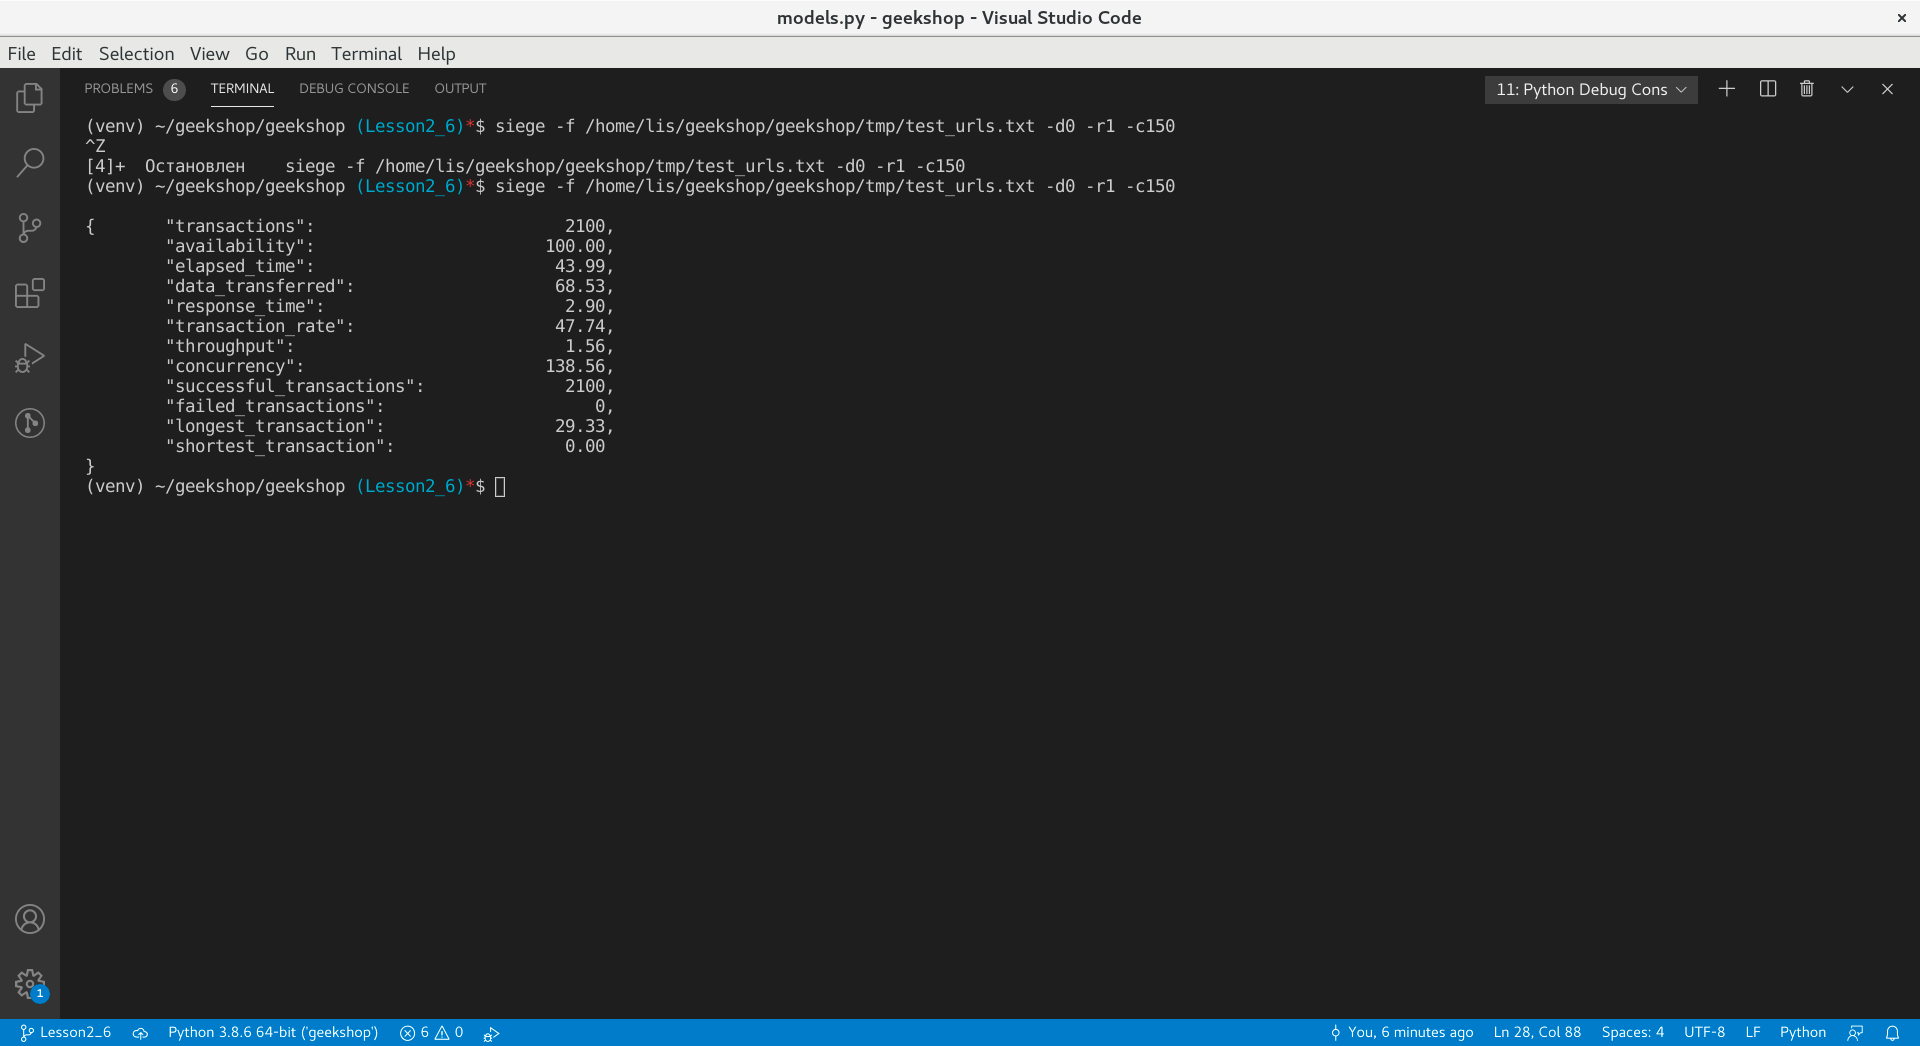 models.py - geekshop - Visual Studio Code
File Edit Selection View Go Run Terminal Help
PROBLEMS 6 TERMINAL DEBUG CONSOLE OUTPUT 11: Python Debug Cons
(venv) ~/geekshop/geekshop (Lesson2_6)*$ siege -f /home/lis/geekshop/geekshop/tmp/test_urls.txt -d0 -r1 -c150
^Z
[4]+  Остановлен    siege -f /home/lis/geekshop/geekshop/tmp/test_urls.txt -d0 -r1 -c150
(venv) ~/geekshop/geekshop (Lesson2_6)*$ siege -f /home/lis/geekshop/geekshop/tmp/test_urls.txt -d0 -r1 -c150
{ "transactions": 2100,
"availability": 100.00,
"elapsed_time": 43.99,
"data_transferred": 68.53,
"response_time": 2.90,
"transaction_rate": 47.74,
"throughput": 1.56,
"concurrency": 138.56,
"successful_transactions": 2100,
"failed_transactions": 0,
"longest_transaction": 29.33,
"shortest_transaction": 0.00
}
(venv) ~/geekshop/geekshop (Lesson2_6)*$
1
Lesson2_6 Python 3.8.6 64-bit ('geekshop') 6 0 You, 6 minutes ago Ln 28, Col 88 Spaces: 4 UTF-8 LF Python